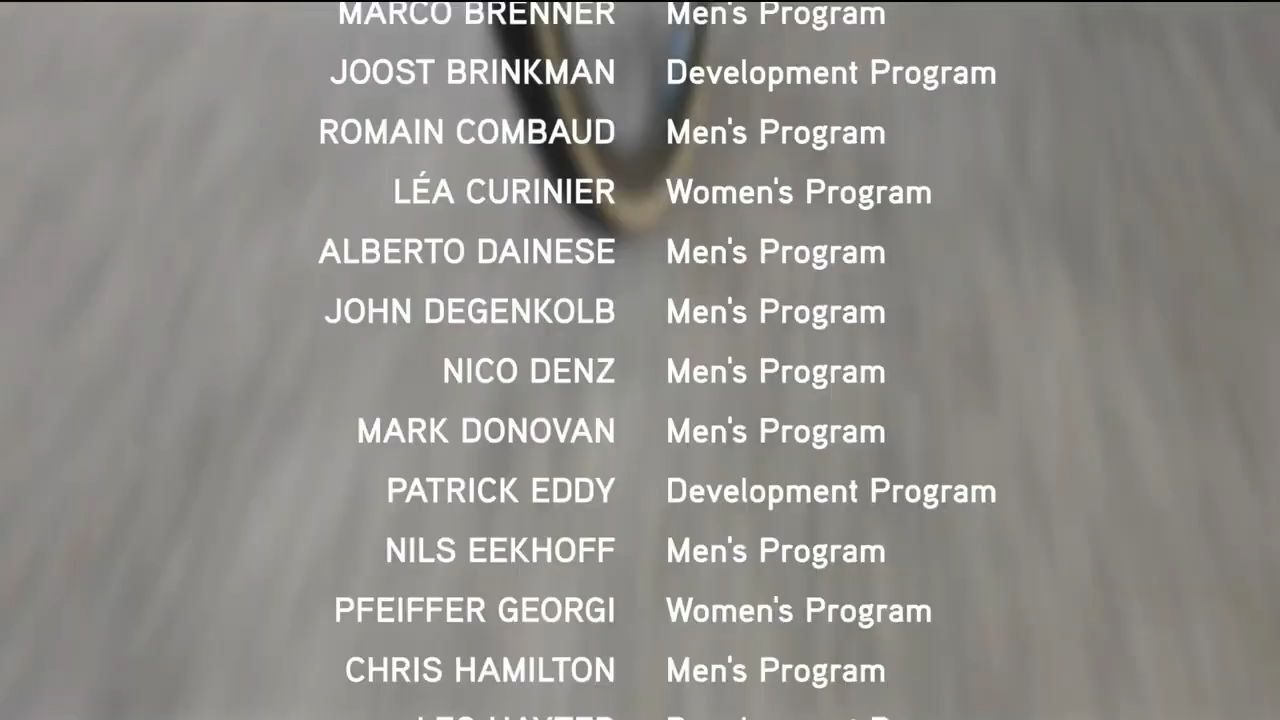 MARCO BRENNER Men's Program
JOOST BRINKMAN Development Program
ROMAIN COMBAUD Men's Program
LÉA CURINIER Women's Program
ALBERTO DAINESE Men's Program
JOHN DEGENKOLB Men's Program
NICO DENZ Men's Program
MARK DONOVAN Men's Program
PATRICK EDDY Development Program
NILS EEKHOFF Men's Program
PFEIFFER GEORGI Women's Program
CHRIS HAMILTON Men's Program